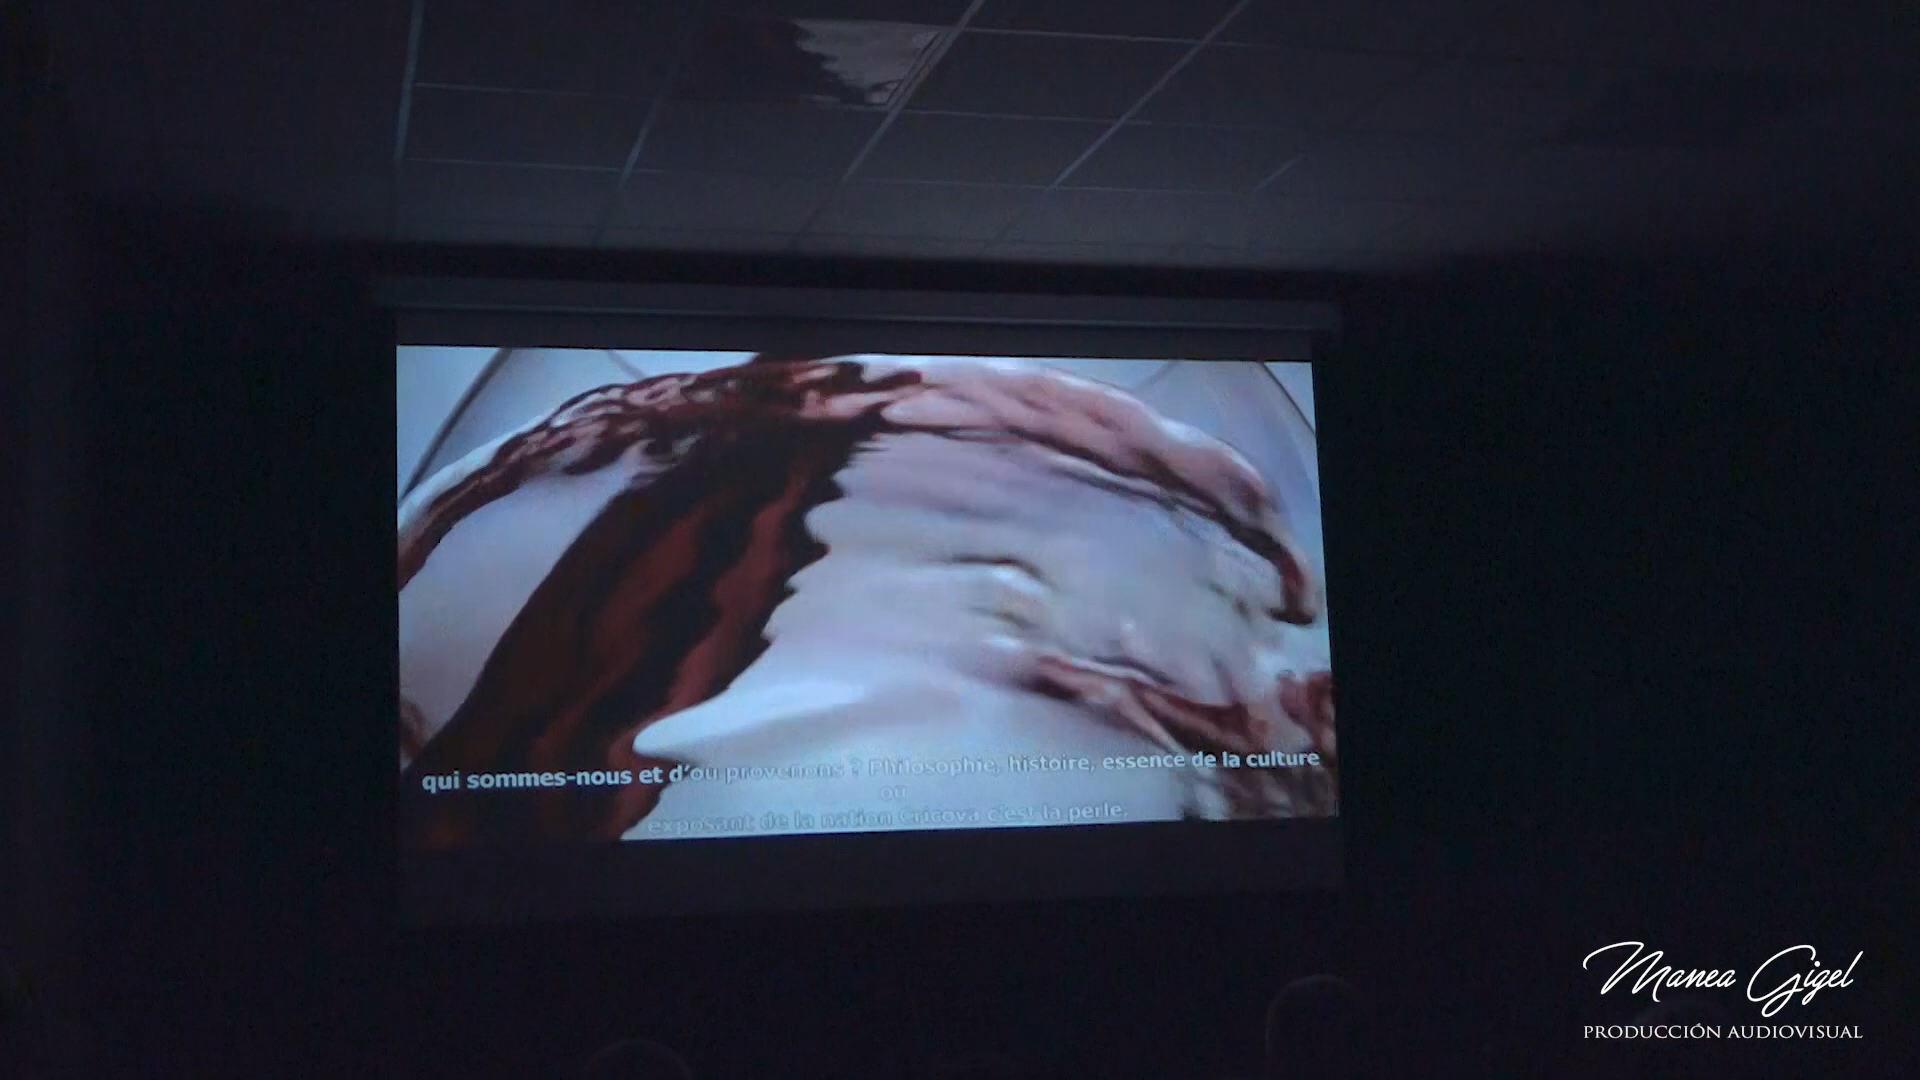 qui sommes-nous et d'ou provenons ? Philosophie, histoire, essence de la culture
ou
exposant de la nation Cricova c'est la perle,
Manea Gigel
PRODUCCIÓN AUDIOVISUAL